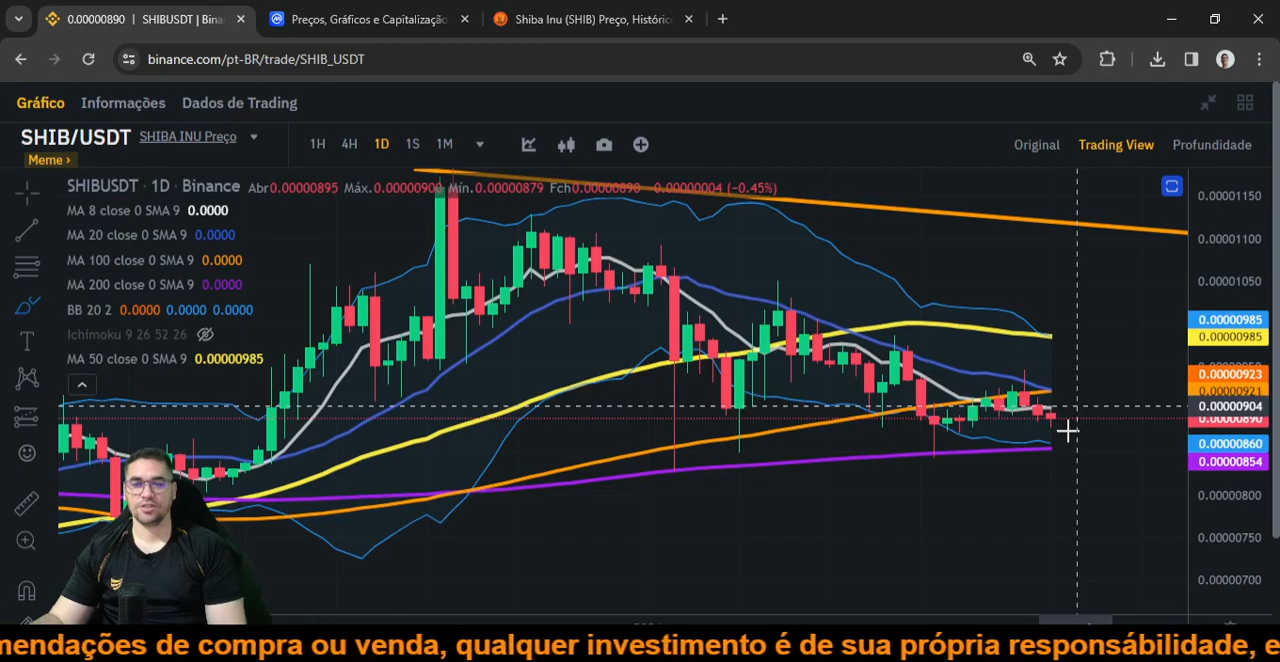 0.00000890 | SHIBUSDT | Bina
Preços, Gráficos e Capitalização
Shiba Inu (SHIB) Preço, Históric
binance.com/pt-BR/trade/SHIB_USDT
Gráfico Informações Dados de Trading
SHIB/USDT SHIBA INU Preço
Meme ›
1H 4H 1D 1S 1M
Original Trading View Profundidade
SHIBUSDT · 1D · Binance Abr0.00000895 Máx.0.00000900 Mín.0.00000879 Fch0.00000890 -0.00000004 (-0.45%)
MA 8 close 0 SMA 9 0.0000
MA 20 close 0 SMA 9 0.0000
MA 100 close 0 SMA 9 0.0000
MA 200 close 0 SMA 9 0.0000
BB 20 2 0.0000 0.0000 0.0000
Ichimoku 9 26 52 26
MA 50 close 0 SMA 9 0.00000985
0.00001150
0.00001100
0.00001050
0.00000985
0.00000985
0.00000923
0.00000921
0.00000904
0.00000890
0.00000860
0.00000854
0.00000800
0.00000750
0.00000700
mendações de compra ou venda, qualquer investimento é de sua própria responsábilidade, e